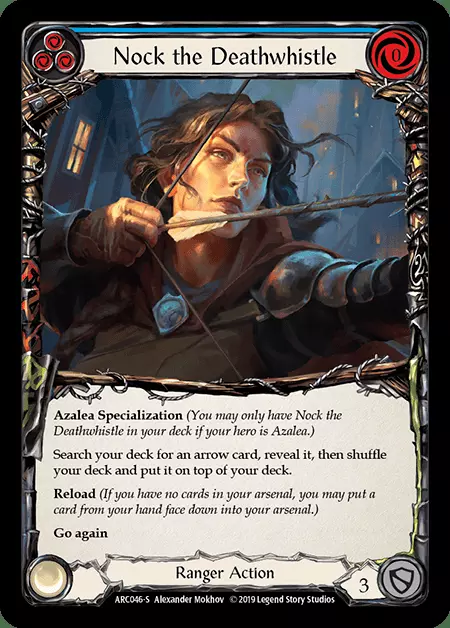 Nock the Deathwhistle
0
Azalea Specialization (You may only have Nock the
Deathwhistle in your deck if your hero is Azalea.)
Search your deck for an arrow card, reveal it, then shuffle
your deck and put it on top of your deck.
Reload (If you have no cards in your arsenal, you may put a
card from your hand face down into your arsenal.)
Go again
Ranger Action
3
ARC046-S Alexander Mokhov © 2019 Legend Story Studios